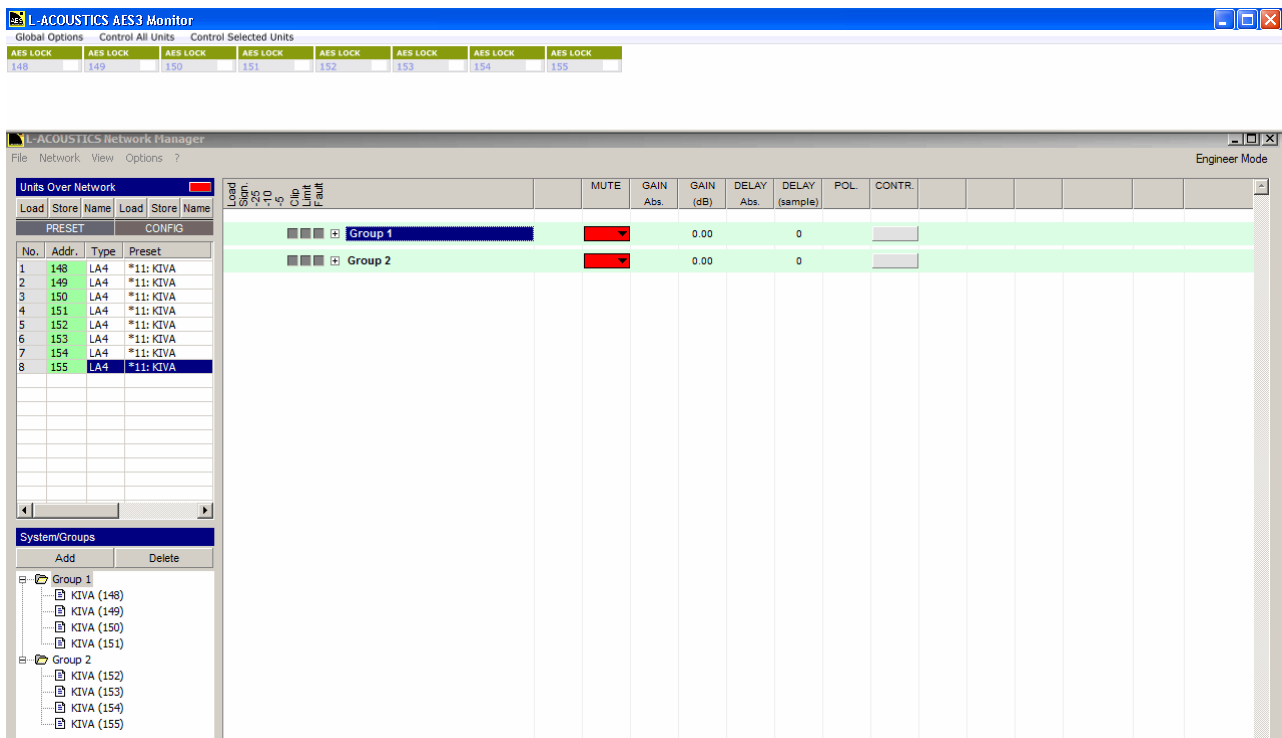 L-ACOUSTICS AES3 Monitor
Global Options Control All Units Control Selected Units
AES LOCK AES LOCK AES LOCK AES LOCK AES LOCK AES LOCK AES LOCK AES LOCK
148 149 150 151 152 153 154 155
L-ACOUSTICS Network Manager
File Network View Options ?
Engineer Mode
Units Over Network
Load Store Name Load Store Name
PRESET CONFIG
No. Addr. Type Preset
1 148 LA4 *11: KIVA
2 149 LA4 *11: KIVA
3 150 LA4 *11: KIVA
4 151 LA4 *11: KIVA
5 152 LA4 *11: KIVA
6 153 LA4 *11: KIVA
7 154 LA4 *11: KIVA
8 155 LA4 *11: KIVA
System/Groups
Add Delete
Group 1
KIVA (148)
KIVA (149)
KIVA (150)
KIVA (151)
Group 2
KIVA (152)
KIVA (153)
KIVA (154)
KIVA (155)
Load
Sign.
-25
-10
-5
Clip
Limit
Fault
MUTE GAIN GAIN DELAY DELAY POL. CONTR.
Abs. (dB) Abs. (sample)
Group 1 0.00 0
Group 2 0.00 0